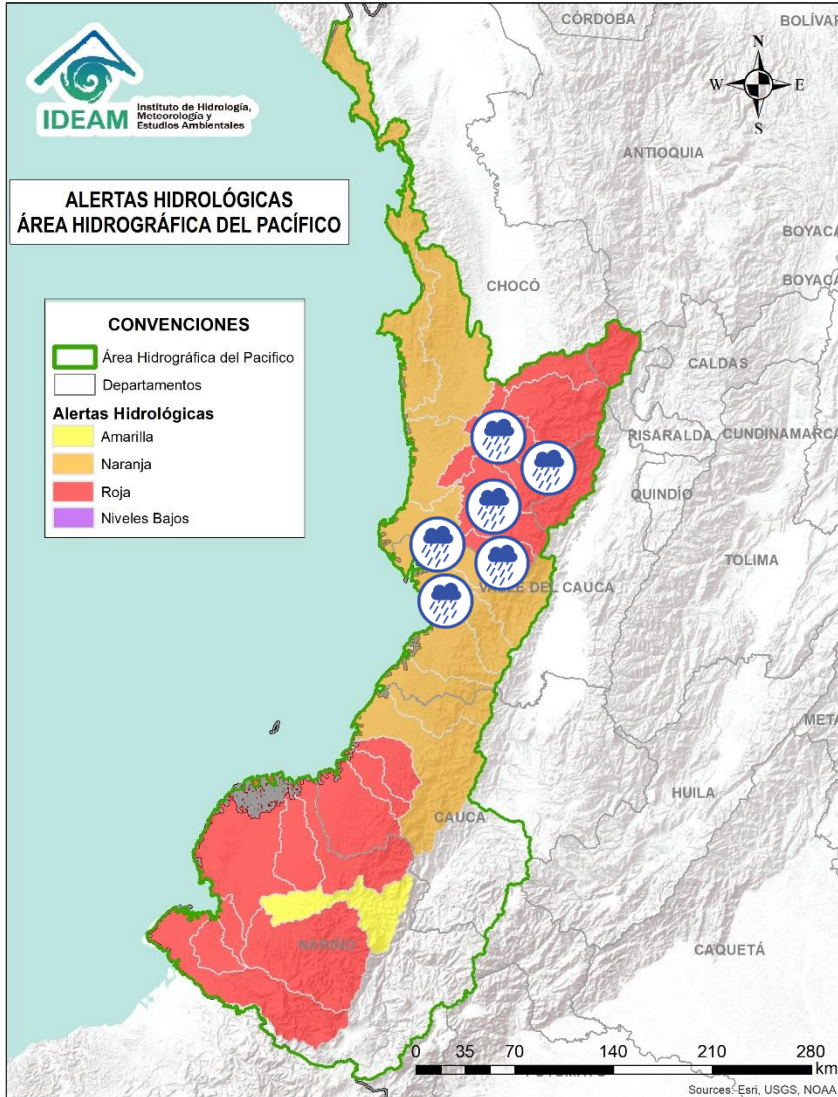 CÓRDOBA
BOLÍVAR
IDEAM
Instituto de Hidrología,
Meteorología y
Estudios Ambientales
N
W
E
S
ANTIOQUIA
ALERTAS HIDROLÓGICAS
ÁREA HIDROGRÁFICA DEL PACÍFICO
BOYACÁ
BOYACÁ
CHOCÓ
CONVENCIONES
Área Hidrográfica del Pacifico
Departamentos
Alertas Hidrológicas
Amarilla
Naranja
Roja
Niveles Bajos
CALDAS
RISARALDA
CUNDINAMARCA
QUINDÍO
TOLIMA
VALLE DEL CAUCA
META
HUILA
CAUCA
NARIÑO
CAQUETÁ
0 35 70 140 210 280
km
Sources: Esri, USGS, NOAA